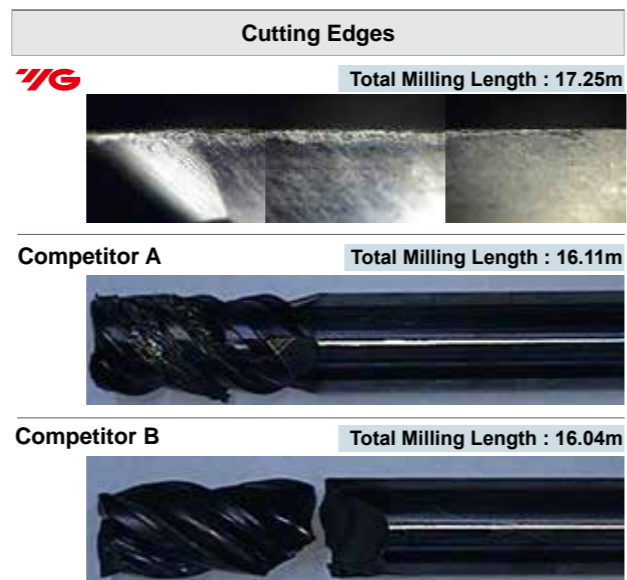 Cutting Edges
YG
Total Milling Length : 17.25m
Competitor A
Total Milling Length : 16.11m
Competitor B
Total Milling Length : 16.04m